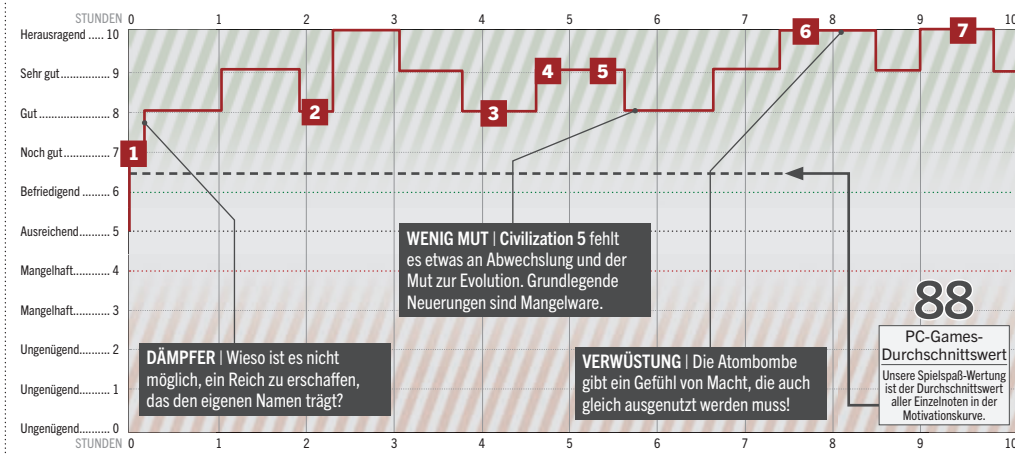 STUNDEN 0 1 2 3 4 5 6 7 8 9 10
Herausragend ..... 10
Sehr gut............... 9
Gut....................... 8
Noch gut.............. 7
Befriedigend ........ 6
Ausreichend.......... 5
Mangelhaft........... 4
Mangelhaft........... 3
Ungenügend......... 2
Ungenügend......... 1
Ungenügend......... 0
STUNDEN 0 1 2 3 4 5 6 7 8 9 10
1
2
3
4
5
6
7
DÄMPFER | Wieso ist es nicht
möglich, ein Reich zu erschaffen,
das den eigenen Namen trägt?
WENIG MUT | Civilization 5 fehlt
es etwas an Abwechslung und der
Mut zur Evolution. Grundlegende
Neuerungen sind Mangelware.
VERWÜSTUNG | Die Atombombe
gibt ein Gefühl von Macht, die auch
gleich ausgenutzt werden muss!
88
PC-Games-
Durchschnittswert
Unsere Spielspaß-Wertung
ist der Durchschnittswert
aller Einzelnoten in der
Motivationskurve.